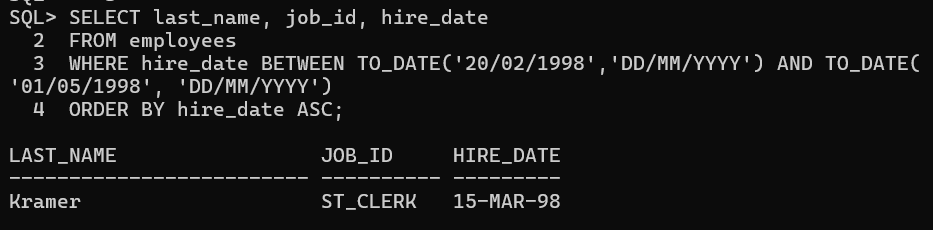 SQL> SELECT last_name, job_id, hire_date
  2  FROM employees
  3  WHERE hire_date BETWEEN TO_DATE('20/02/1998','DD/MM/YYYY') AND TO_DATE(
'01/05/1998', 'DD/MM/YYYY')
  4  ORDER BY hire_date ASC;

LAST_NAME                 JOB_ID     HIRE_DATE
------------------------- ---------- ---------
Kramer                    ST_CLERK   15-MAR-98